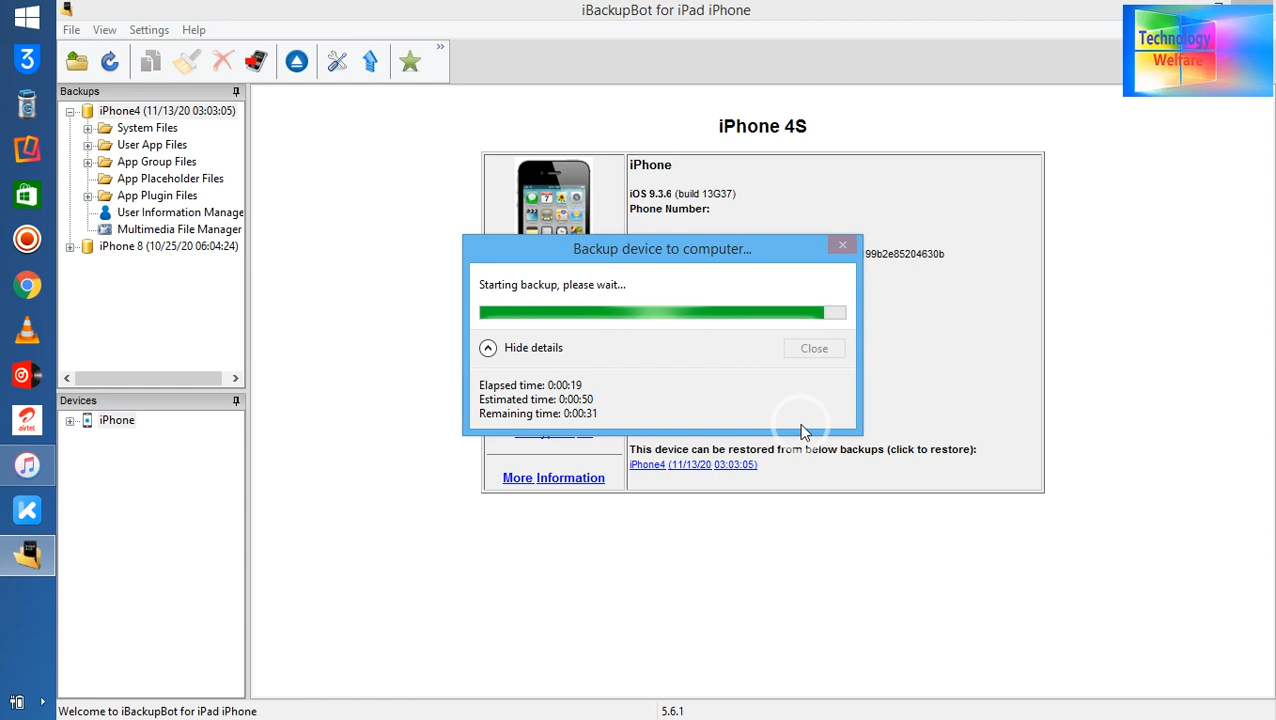 iBackupBot for iPad iPhone
File View Settings Help
Technology
Welfare
»
Backups
iPhone4 (11/13/20 03:03:05)
System Files
User App Files
App Group Files
App Placeholder Files
App Plugin Files
User Information Manage
Multimedia File Manager
iPhone 8 (10/25/20 06:04:24)
Devices
iPhone
iPhone 4S
iPhone
iOS 9.3.6 (build 13G37)
Phone Number:
99b2e85204630b
Backup device to computer...
Starting backup, please wait...
Hide details
Close
Elapsed time: 0:00:19
Estimated time: 0:00:50
Remaining time: 0:00:31
This device can be restored from below backups (click to restore):
iPhone4 (11/13/20 03:03:05)
More Information
airtel
Welcome to iBackupBot for iPad iPhone
5.6.1